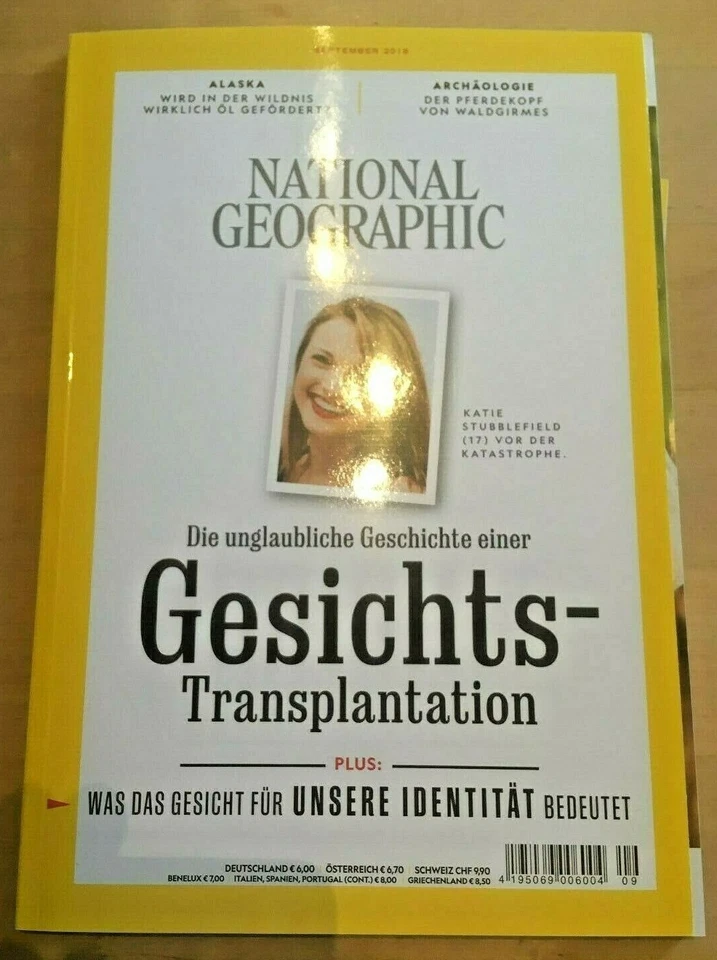 SEPTEMBER 2018
ALASKA
WIRD IN DER WILDNIS
WIRKLICH ÖL GEFÖRDERT?
ARCHÄOLOGIE
DER PFERDEKOPF
VON WALDGIRMES
NATIONAL
GEOGRAPHIC
KATIE
STUBBLEFIELD
(17) VOR DER
KATASTROPHE.
Die unglaubliche Geschichte einer
Gesichts-
Transplantation
PLUS:
WAS DAS GESICHT FÜR UNSERE IDENTITÄT BEDEUTET
DEUTSCHLAND € 6,00 ÖSTERREICH € 6,70 SCHWEIZ CHF 9,90
BENELUX € 7,00 ITALIEN, SPANIEN, PORTUGAL (CONT.) € 8,00 GRIECHENLAND € 8,50
4 195069 006004 09